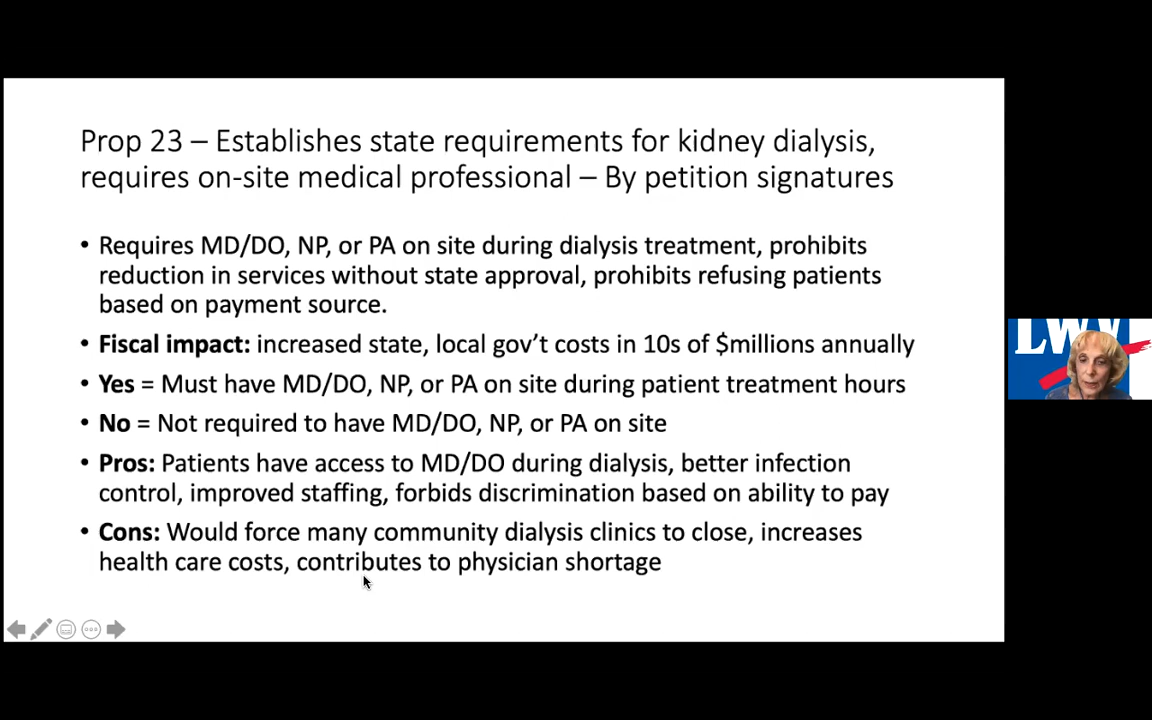 Prop 23 – Establishes state requirements for kidney dialysis,
requires on-site medical professional – By petition signatures
• Requires MD/DO, NP, or PA on site during dialysis treatment, prohibits
reduction in services without state approval, prohibits refusing patients
based on payment source.
• Fiscal impact: increased state, local gov’t costs in 10s of $millions annually
• Yes = Must have MD/DO, NP, or PA on site during patient treatment hours
• No = Not required to have MD/DO, NP, or PA on site
• Pros: Patients have access to MD/DO during dialysis, better infection
control, improved staffing, forbids discrimination based on ability to pay
• Cons: Would force many community dialysis clinics to close, increases
health care costs, contributes to physician shortage
LWV